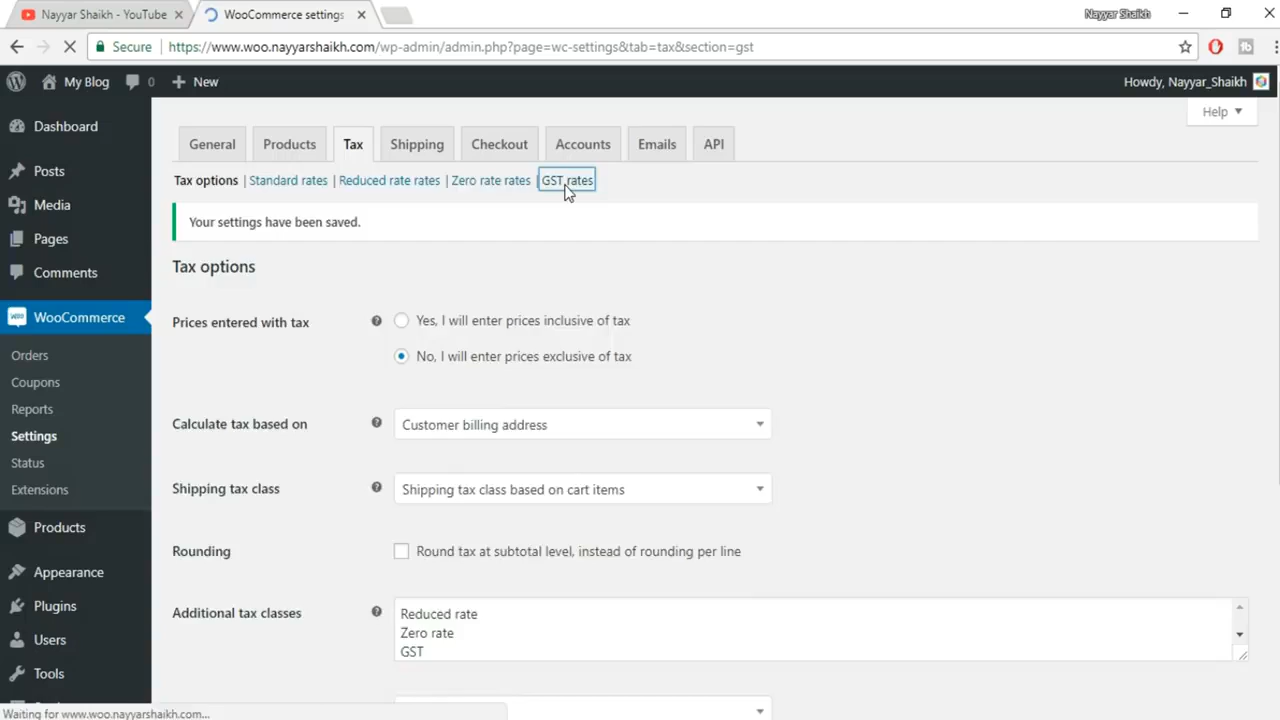 Nayyar Shaikh - YouTube
WooCommerce settings
Nayyar Shaikh
Secure
https://www.woo.nayyarshaikh.com/wp-admin/admin.php?page=wc-settings&tab=tax&section=gst
My Blog
0
New
Howdy, Nayyar_Shaikh
Help
Dashboard
Posts
Media
Pages
Comments
WooCommerce
Orders
Coupons
Reports
Settings
Status
Extensions
Products
Appearance
Plugins
Users
Tools
General
Products
Tax
Shipping
Checkout
Accounts
Emails
API
Tax options | Standard rates | Reduced rate rates | Zero rate rates | GST rates
Your settings have been saved.
Tax options
Prices entered with tax
Yes, I will enter prices inclusive of tax
No, I will enter prices exclusive of tax
Calculate tax based on
Customer billing address
Shipping tax class
Shipping tax class based on cart items
Rounding
Round tax at subtotal level, instead of rounding per line
Additional tax classes
Reduced rate
Zero rate
GST
Waiting for www.woo.nayyarshaikh.com...